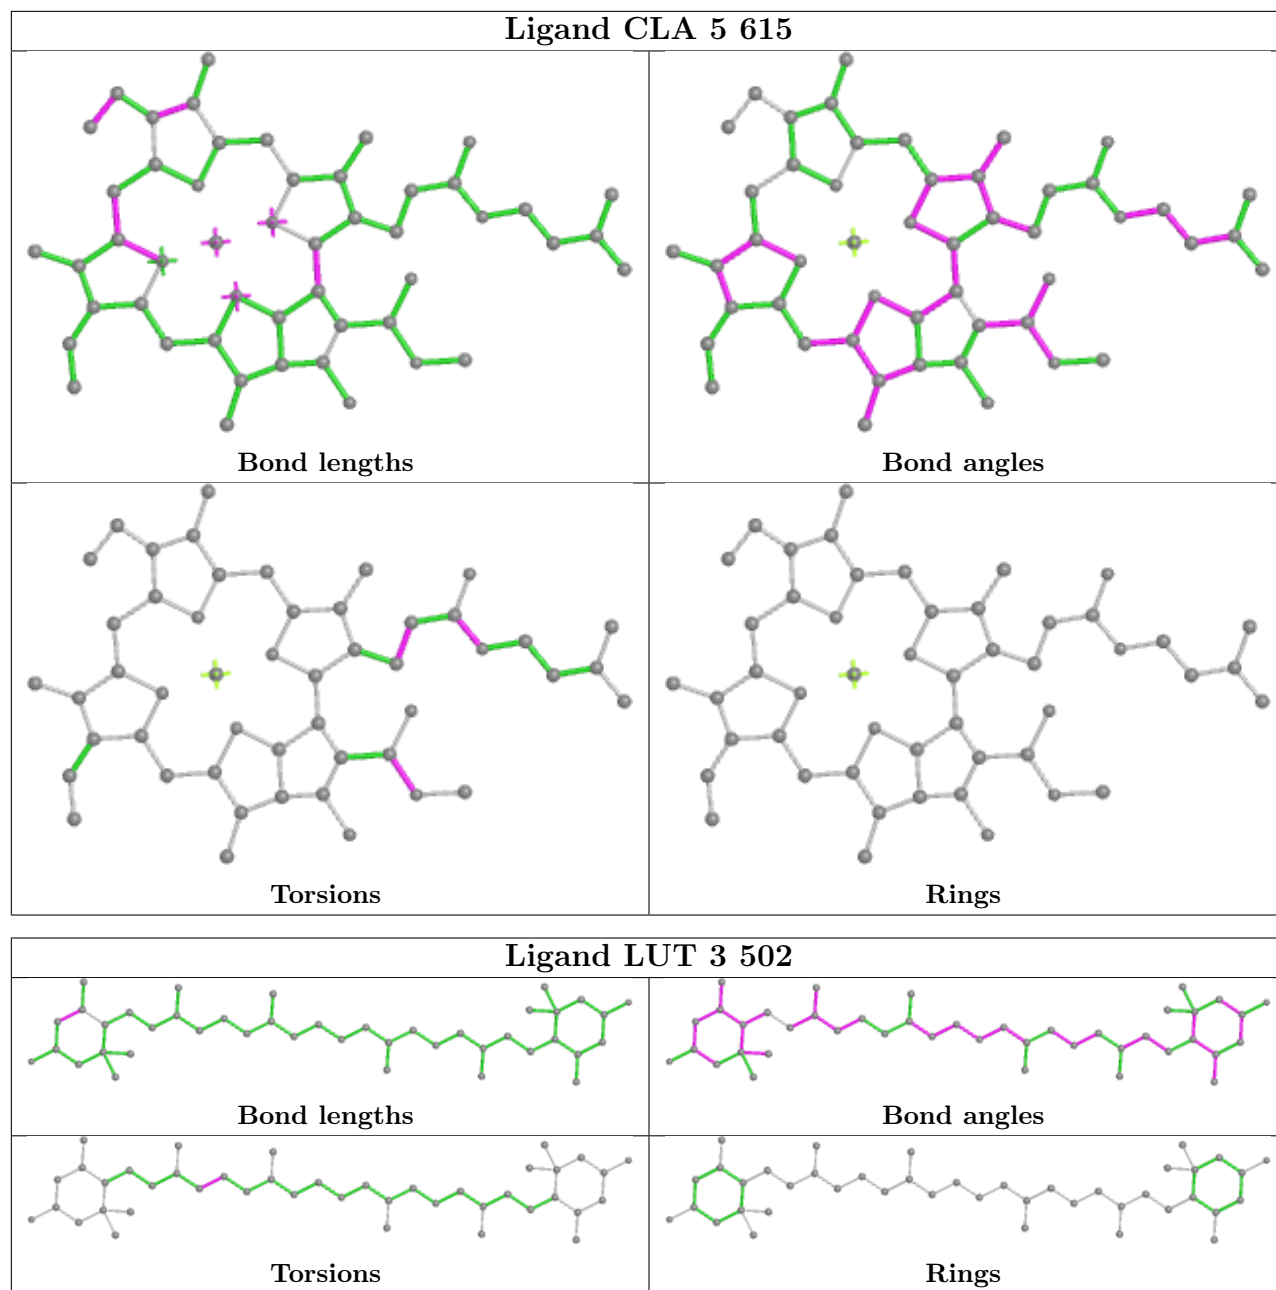 Ligand CLA 5 615
Bond lengths
Bond angles
Torsions
Rings
Ligand LUT 3 502
Bond lengths
Bond angles
Torsions
Rings